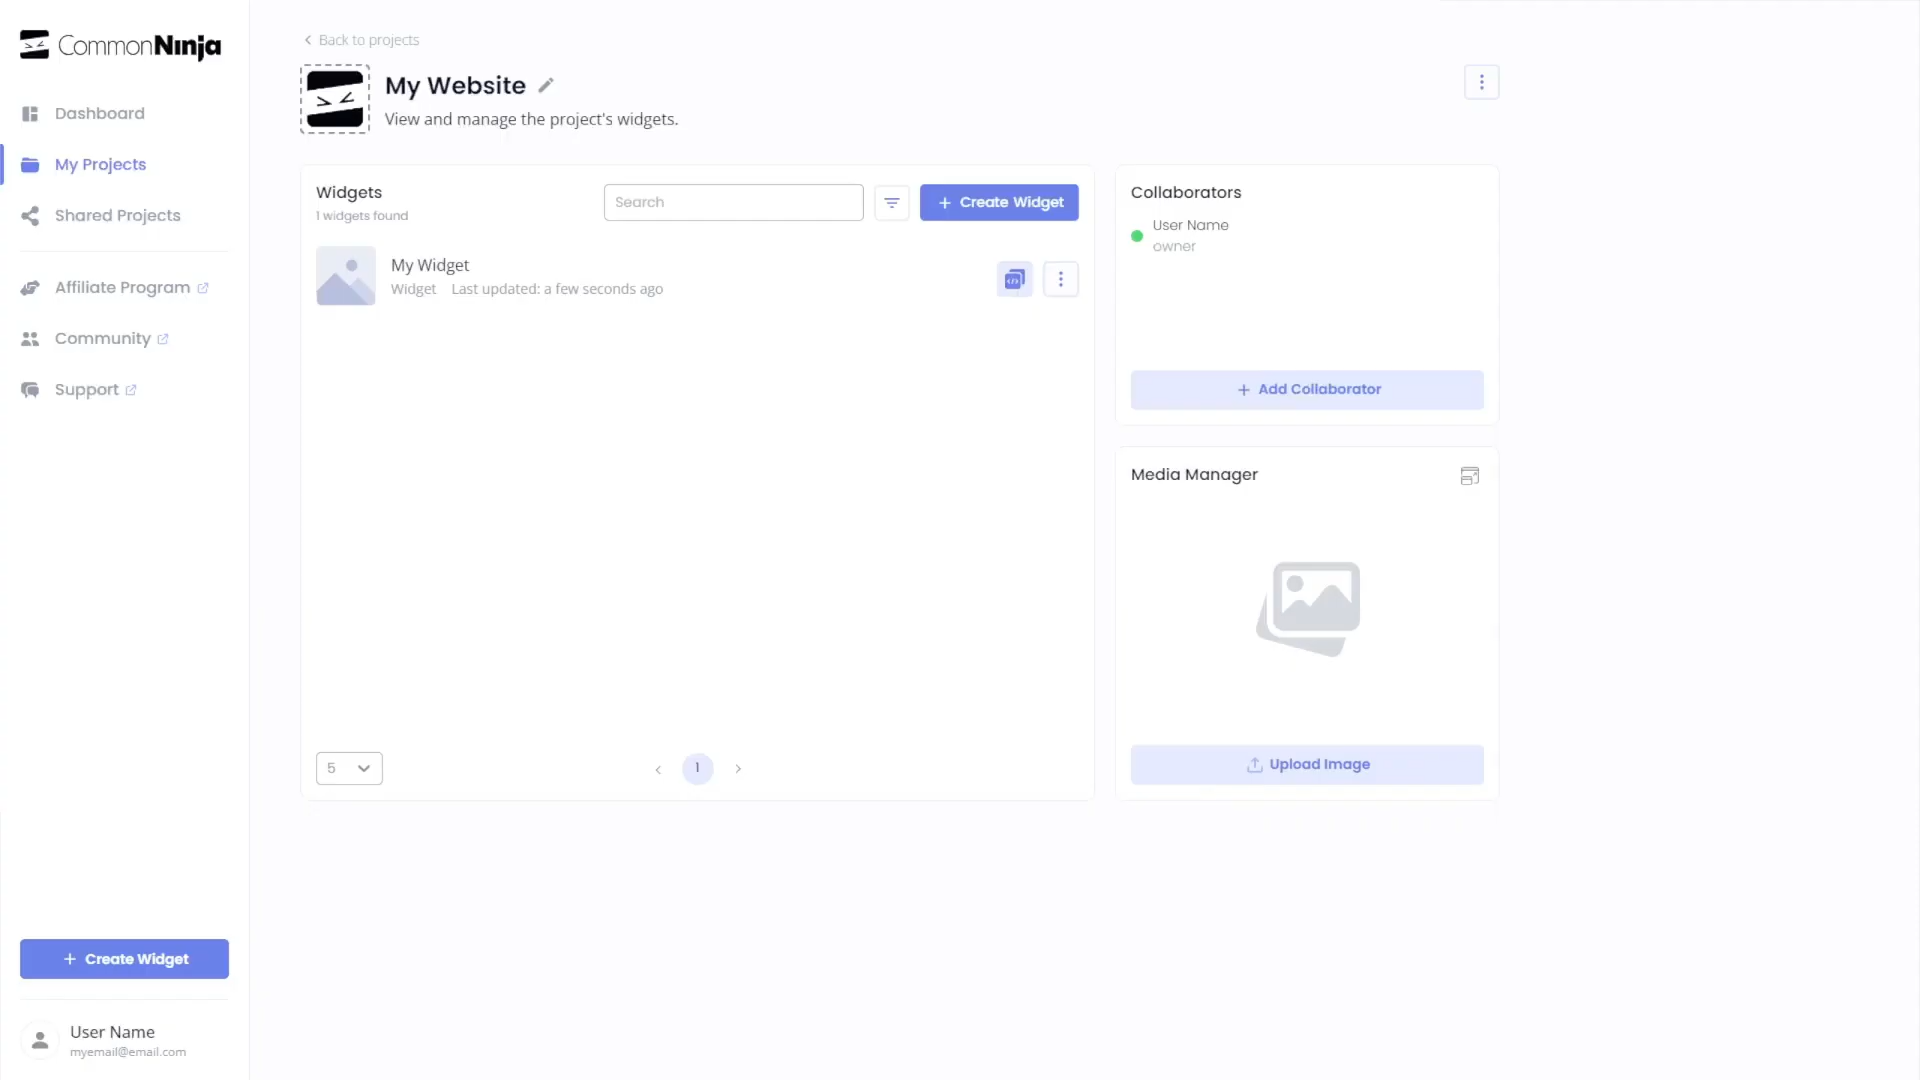 CommonNinja
Dashboard
My Projects
Shared Projects
Affiliate Program
Community
Support
+ Create Widget
User Name
myemail@email.com
Back to projects
My Website
View and manage the project's widgets.
Widgets
1 widgets found
Search
+ Create Widget
My Widget
Widget Last updated: a few seconds ago
5
1
Collaborators
User Name
owner
+ Add Collaborator
Media Manager
Upload Image